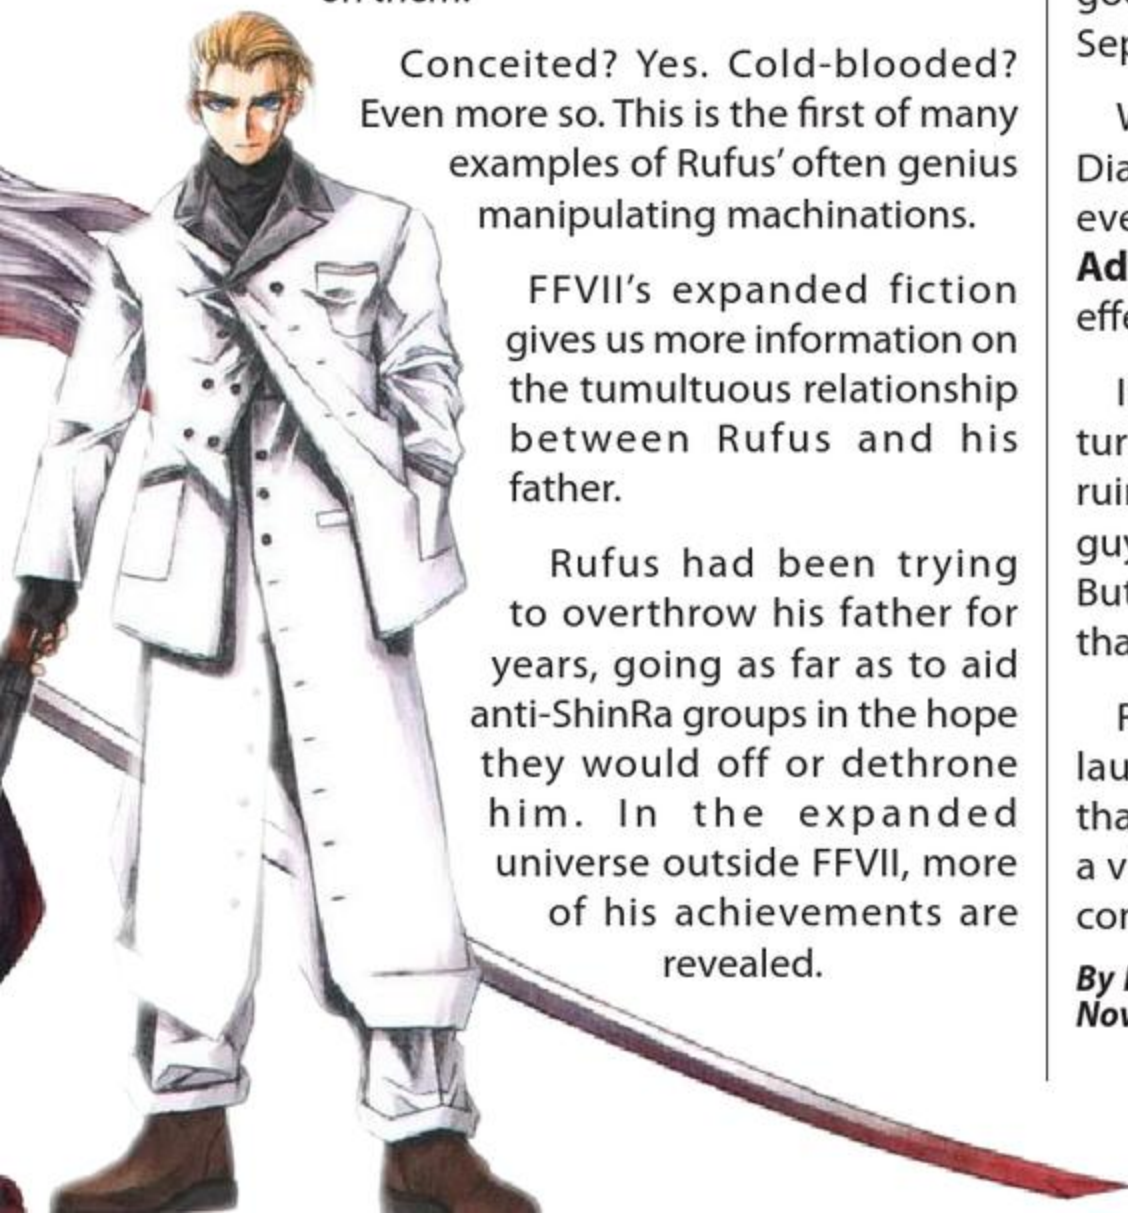 on them.
Conceited? Yes. Cold-blooded?
Even more so. This is the first of many
examples of Rufus’ often genius
manipulating machinations.
FFVII’s expanded fiction
gives us more information on
the tumultuous relationship
between Rufus and his
father.
Rufus had been trying
to overthrow his father for
years, going as far as to aid
anti-ShinRa groups in the hope
they would off or dethrone
him. In the expanded
universe outside FFVII, more
of his achievements are
revealed.
a v
By